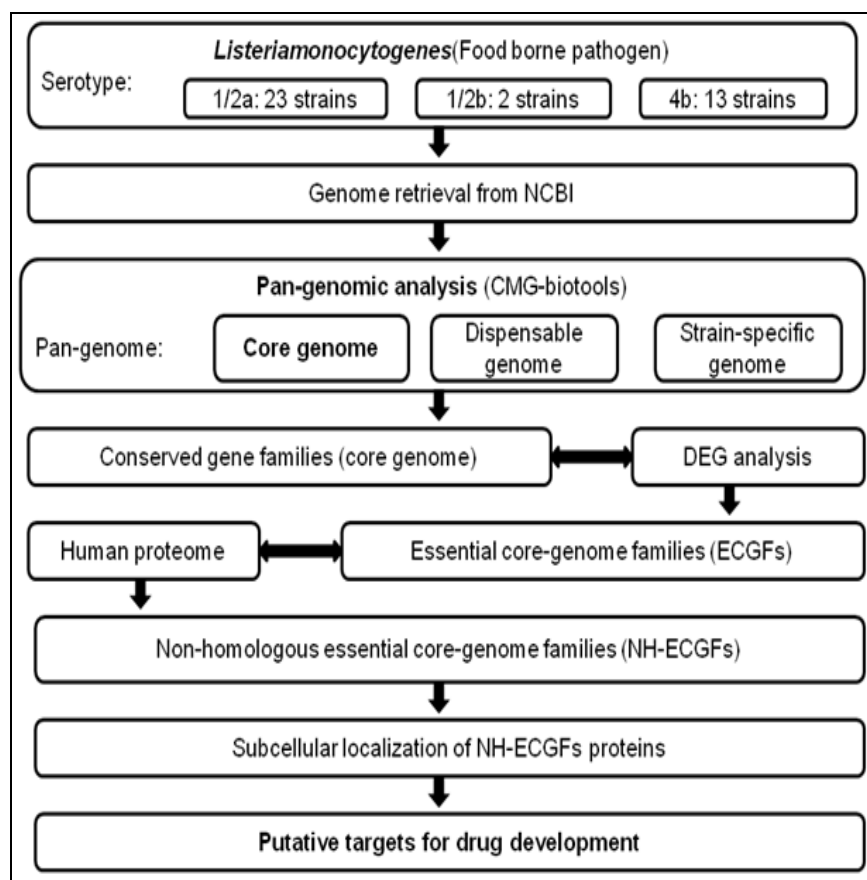 Listeriamonocytogenes(Food borne pathogen)
Serotype:
1/2a: 23 strains
1/2b: 2 strains
4b: 13 strains
Genome retrieval from NCBI
Pan-genomic analysis (CMG-biotools)
Pan-genome:
Core genome
Dispensable
genome
Strain-specific
genome
Conserved gene families (core genome)
DEG analysis
Human proteome
Essential core-genome families (ECGFs)
Non-homologous essential core-genome families (NH-ECGFs)
Subcellular localization of NH-ECGFs proteins
Putative targets for drug development